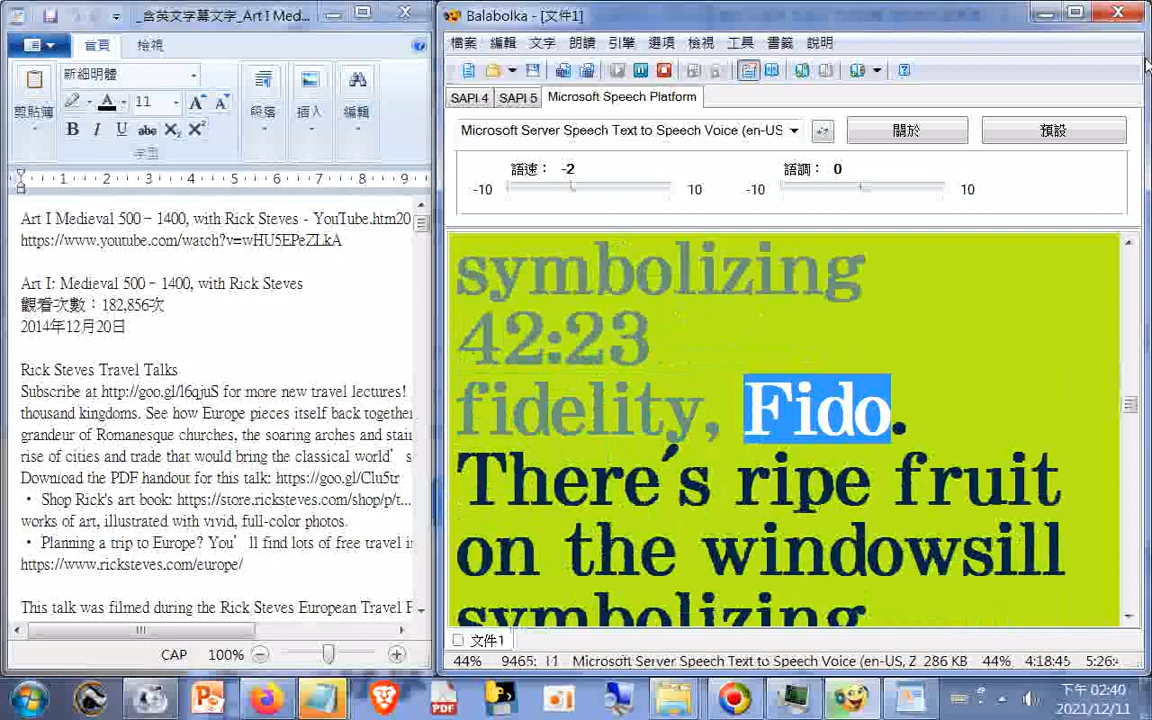 _含英文字幕文字_Art I Med...
首頁
檢視
剪貼簿
新細明體
11
A
A
A
B I U abc X₂ X²
字型
段落
插入
編輯
1 2 3 4 5 6 7 8 9
Art I Medieval 500–1400, with Rick Steves - YouTube.htm20
https://www.youtube.com/watch?v=wHU5EPeZLkA
Art I: Medieval 500–1400, with Rick Steves
觀看次數：182,856次
2014年12月20日
Rick Steves Travel Talks
Subscribe at http://goo.gl/l6qjuS for more new travel lectures!
thousand kingdoms. See how Europe pieces itself back together
grandeur of Romanesque churches, the soaring arches and stain
rise of cities and trade that would bring the classical world’s
Download the PDF handout for this talk: https://goo.gl/Clu5tr
• Shop Rick's art book: https://store.ricksteves.com/shop/p/t...
works of art, illustrated with vivid, full-color photos.
• Planning a trip to Europe? You’ll find lots of free travel in
https://www.ricksteves.com/europe/
This talk was filmed during the Rick Steves European Travel F
CAP 100%
Balabolka - [文件1]
檔案 編輯 文字 朗讀 引擎 選項 檢視 工具 書籤 說明
SAPI 4 SAPI 5 Microsoft Speech Platform
Microsoft Server Speech Text to Speech Voice (en-US
關於
預設
語速： -2
語調： 0
-10 10 -10 10
symbolizing
42:23
fidelity, Fido.
There's ripe fruit
on the windowsill
symbolizing
文件1
44% 9465: 11 Microsoft Server Speech Text to Speech Voice (en-US, Z 286 KB 44% 4:18:45 5:26:
PDF
下午 02:40
2021/12/11